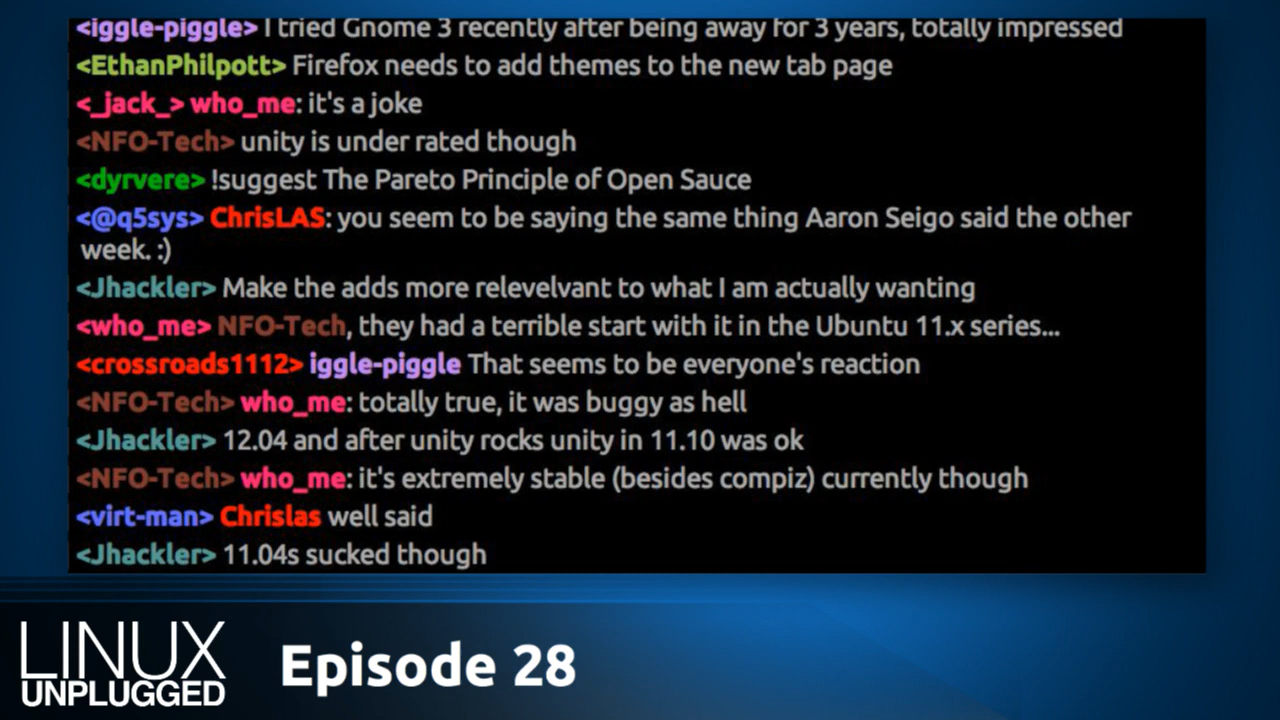 <iggle-piggle> I tried Gnome 3 recently after being away for 3 years, totally impressed
<EthanPhilpott> Firefox needs to add themes to the new tab page
<_jack_> who_me: it's a joke
<NFO-Tech> unity is under rated though
<dyrvere> !suggest The Pareto Principle of Open Sauce
<@q5sys> ChrisLAS: you seem to be saying the same thing Aaron Seigo said the other
week. :)
<Jhackler> Make the adds more relevelvant to what I am actually wanting
<who_me> NFO-Tech, they had a terrible start with it in the Ubuntu 11.x series...
<crossroads1112> iggle-piggle That seems to be everyone's reaction
<NFO-Tech> who_me: totally true, it was buggy as hell
<Jhackler> 12.04 and after unity rocks unity in 11.10 was ok
<NFO-Tech> who_me: it's extremely stable (besides compiz) currently though
<virt-man> Chrislas well said
<Jhackler> 11.04s sucked though
LINUX
UNPLUGGED
Episode 28